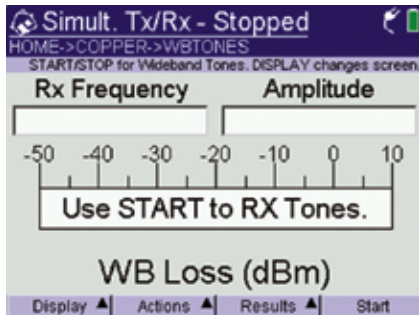 Simult. Tx/Rx - Stopped
HOME->COPPER->WBTONES
START/STOP for Wideband Tones. DISPLAY changes screen.
Rx Frequency Amplitude
-50 -40 -30 -20 -10 0 10
Use START to RX Tones.
WB Loss (dBm)
Display Actions Results Start